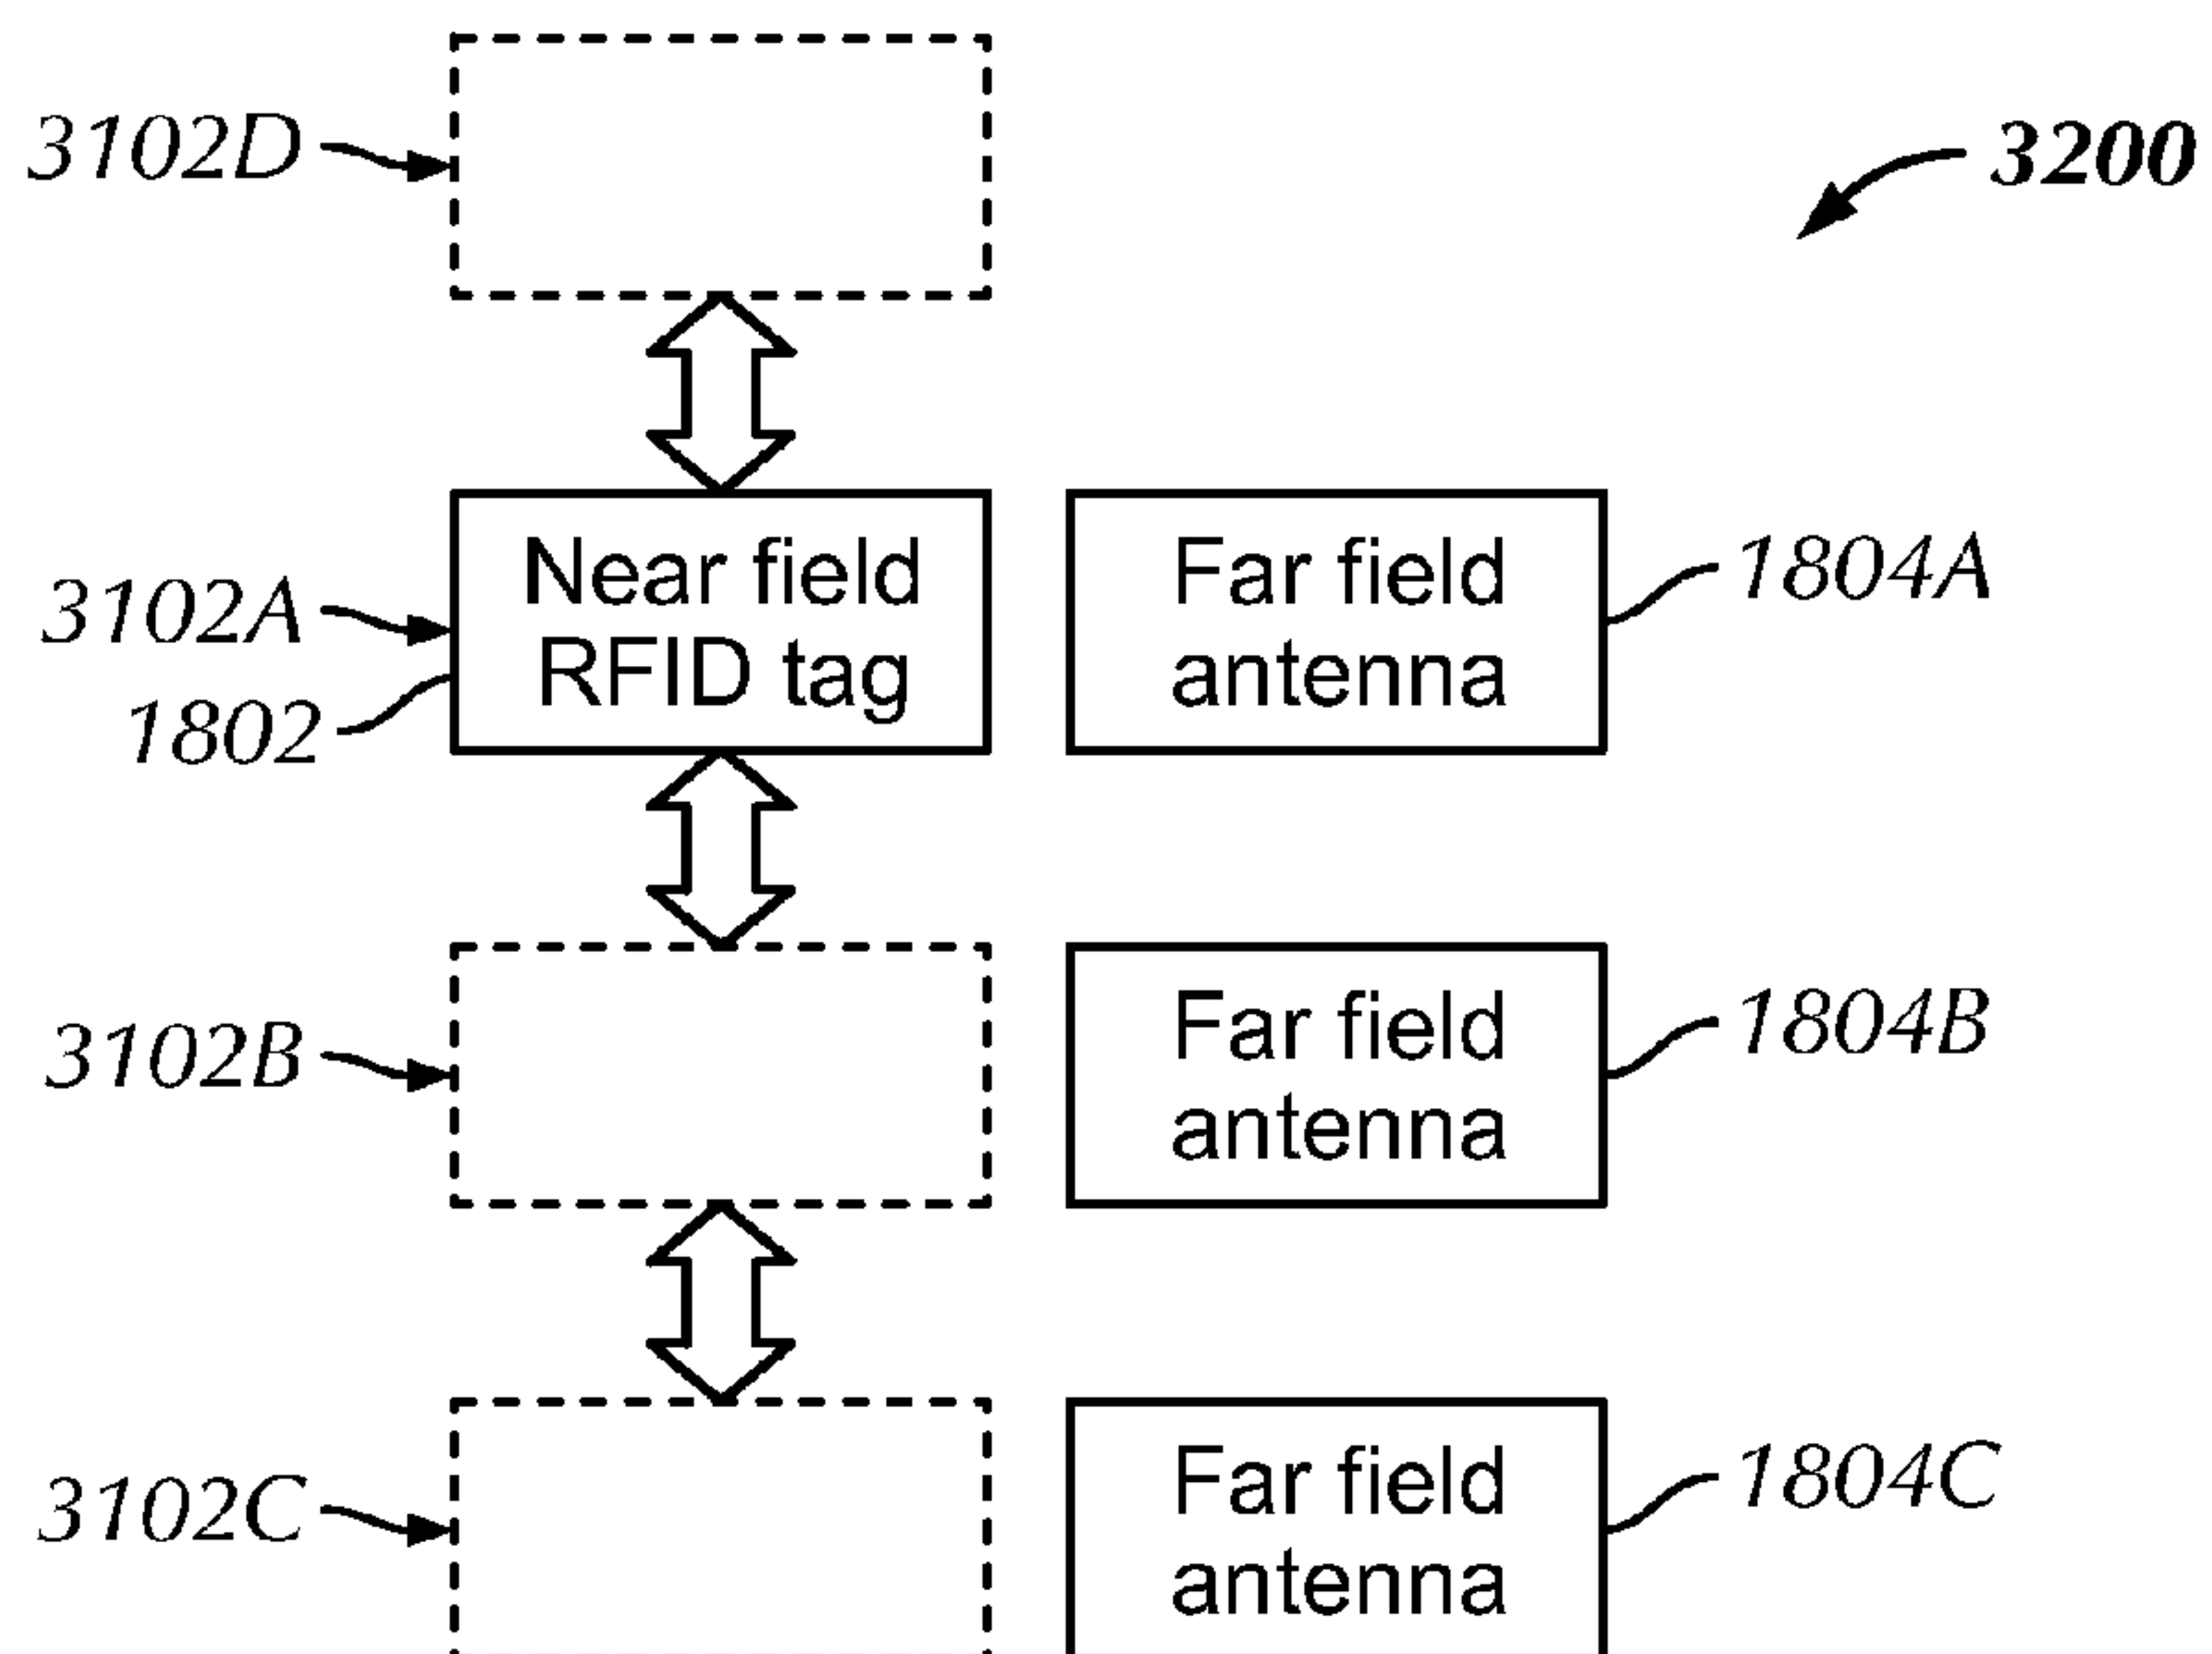 3102D
3200
Near field
RFID tag
3102A
1802
Far field
antenna
1804A
3102B
Far field
antenna
1804B
3102C
Far field
antenna
1804C